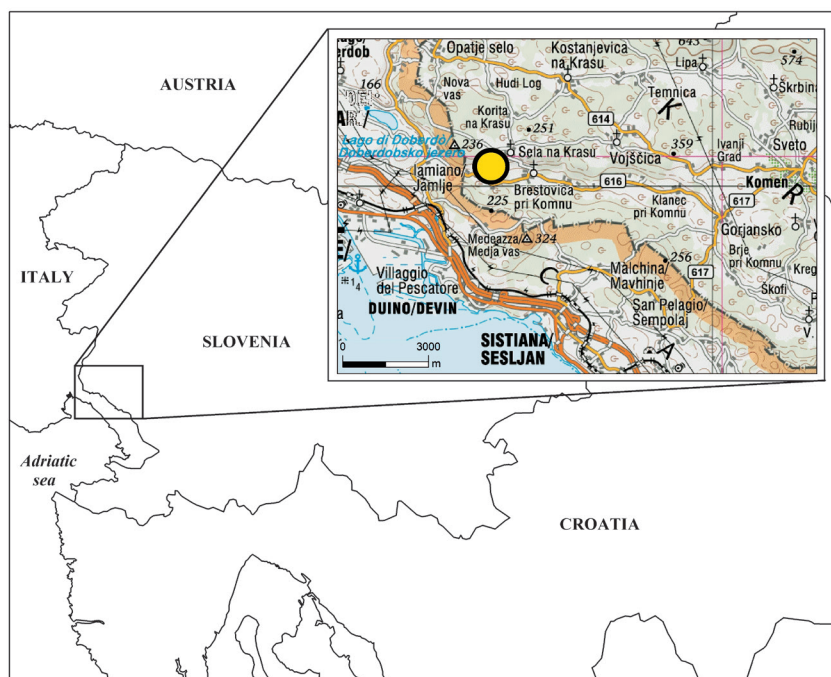 AUSTRIA
ITALY
SLOVENIA
Adriatic
sea
CROATIA
Opatje selo
Kostanjevica
na Krasu
Lipa
643
574
Škrbina
dob
166
Nova
vas
Hudi Log
Temnica
K
Korita
na Krasu
251
614
Rubij
Lago di Doberdò/
Doberdobsko jezero
236
Sela na Krasu
Vojščica
359
Ivanji
Grad
Sveto
Iamiano/
Jamlje
Brestovica
pri Komnu
616
Komen
R
225
Klanec
pri Komnu
617
Gorjansko
Medeazza/
Medja vas
324
256
Brje
pri Komnu
Kreg
Villaggio
del Pescatore
C
Malchina/
Mavhinje
617
Škofi
14
DUINO/DEVIN
San Pelagio/
Šempolaj
V.
SISTIANA/
SESLJAN
A
0
3000
m